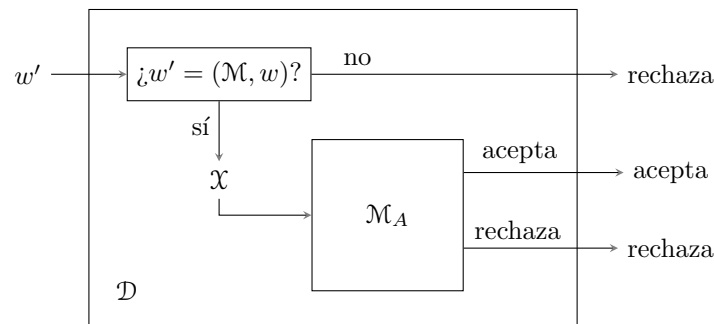 w′ ¿w′ = (ℳ, w)? no rechaza
sí
𝒳
ℳ_A
acepta acepta
rechaza rechaza
𝒟